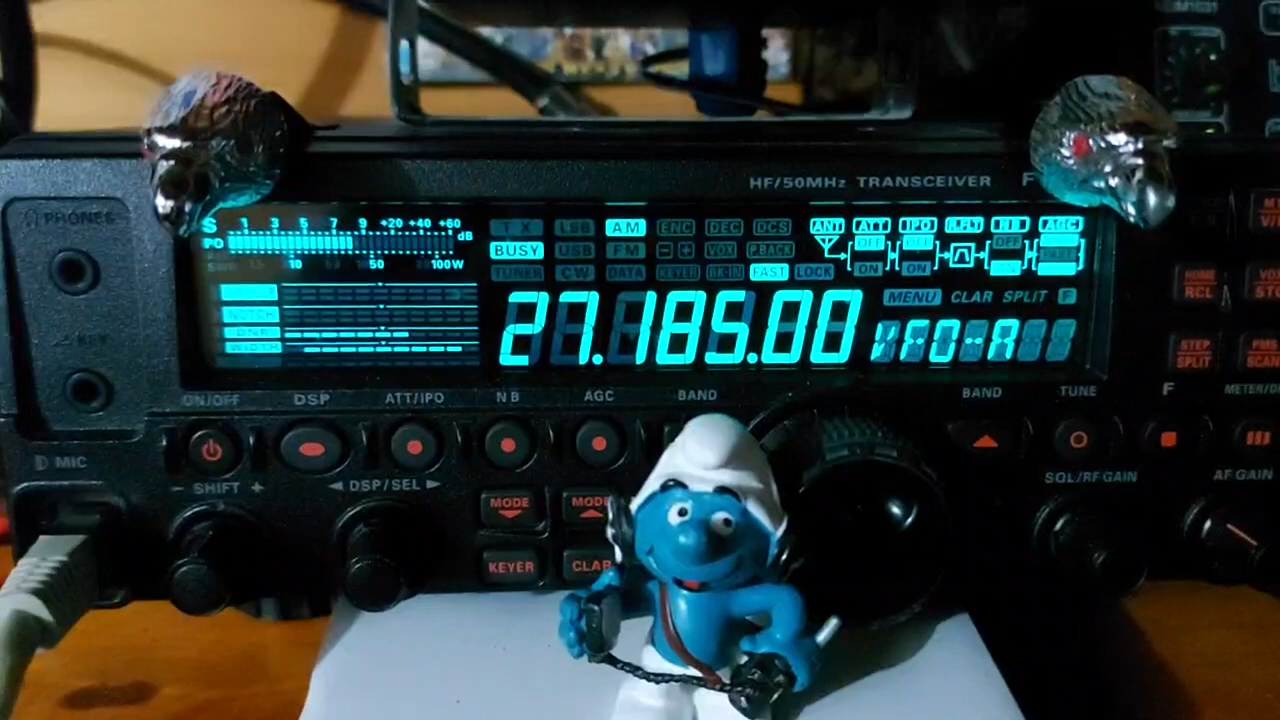 HF/50MHz TRANSCEIVER F
PHONES
S 1 3 5 7 9 +20 +40 +60 dB
PO
10 50 100W
NOTCH
DNR
WIDTH
TX LSB AM ENC DEC DCS
BUSY USB FM - + VOX P.BACK
TUNER CW DATA KEYER BK-IN FAST LOCK
ANT ATT IPO N.FLT NB AGC
OFF OFF OFF
ON ON
27.185.00
MENU CLAR SPLIT F
VFO-A
KEY
ON/OFF DSP ATT/IPO NB AGC BAND BAND TUNE F
HOME
RCL
STEP
SPLIT
MIC
- SHIFT +
◄ DSP/SEL ►
MODE
MODE
KEYER
CLAR
SQL/RF GAIN
AF GAIN